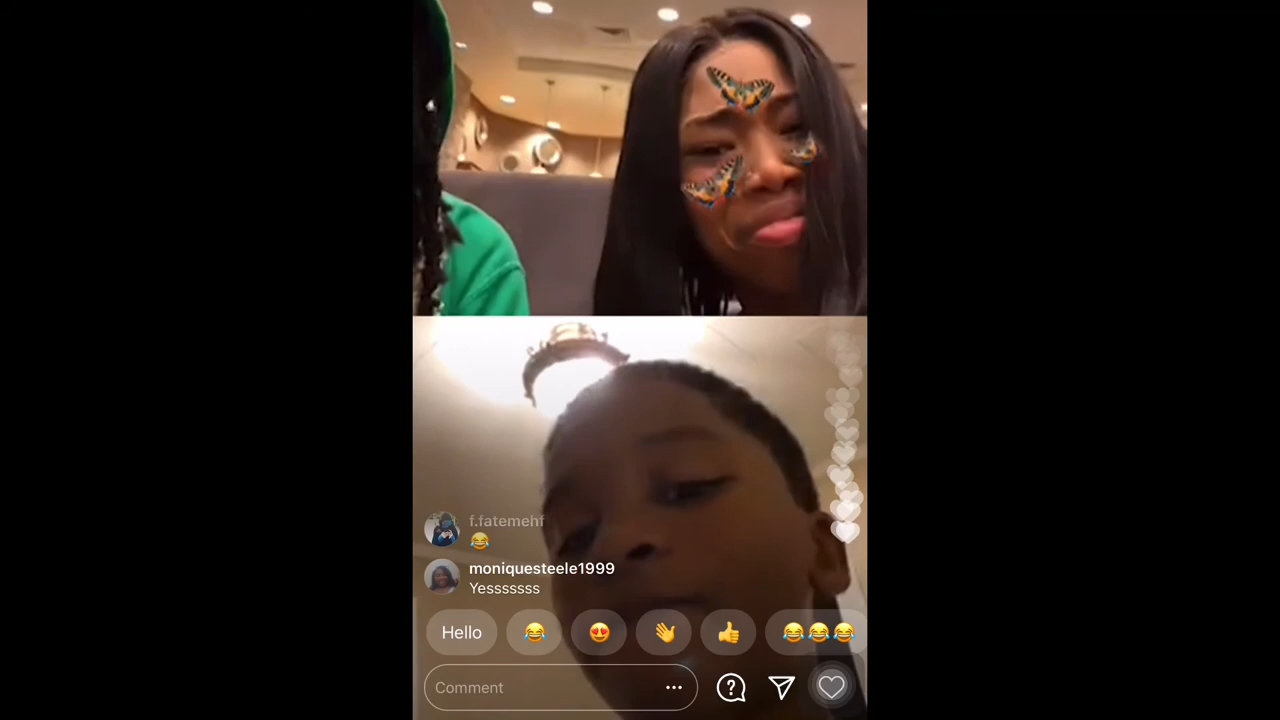 f.fatemehf
😂
moniquesteele1999
Yesssssss
Hello 😂 😍 👋 👍 😂😂😂
Comment